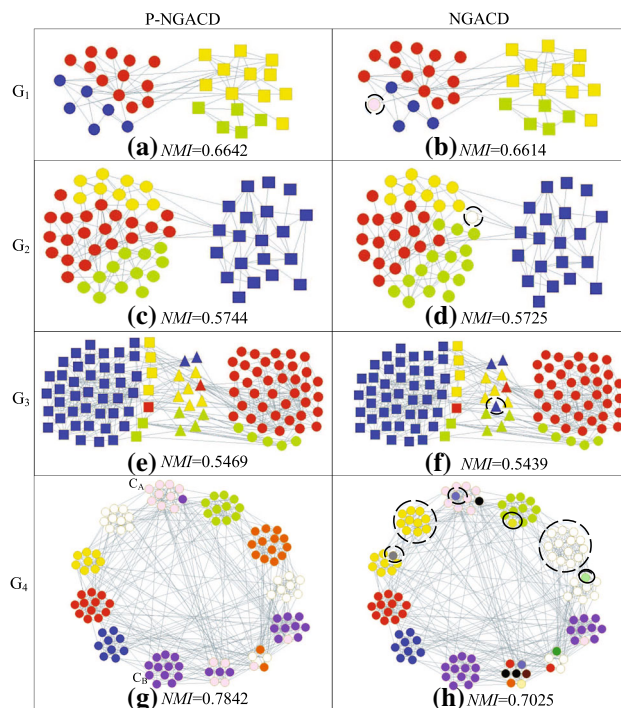 P-NGACD NGACD
G1
(a) NMI=0.6642 (b) NMI=0.6614
G2
(c) NMI=0.5744 (d) NMI=0.5725
G3
(e) NMI=0.5469 (f) NMI=0.5439
CA
G4
CB
(g) NMI=0.7842 (h) NMI=0.7025